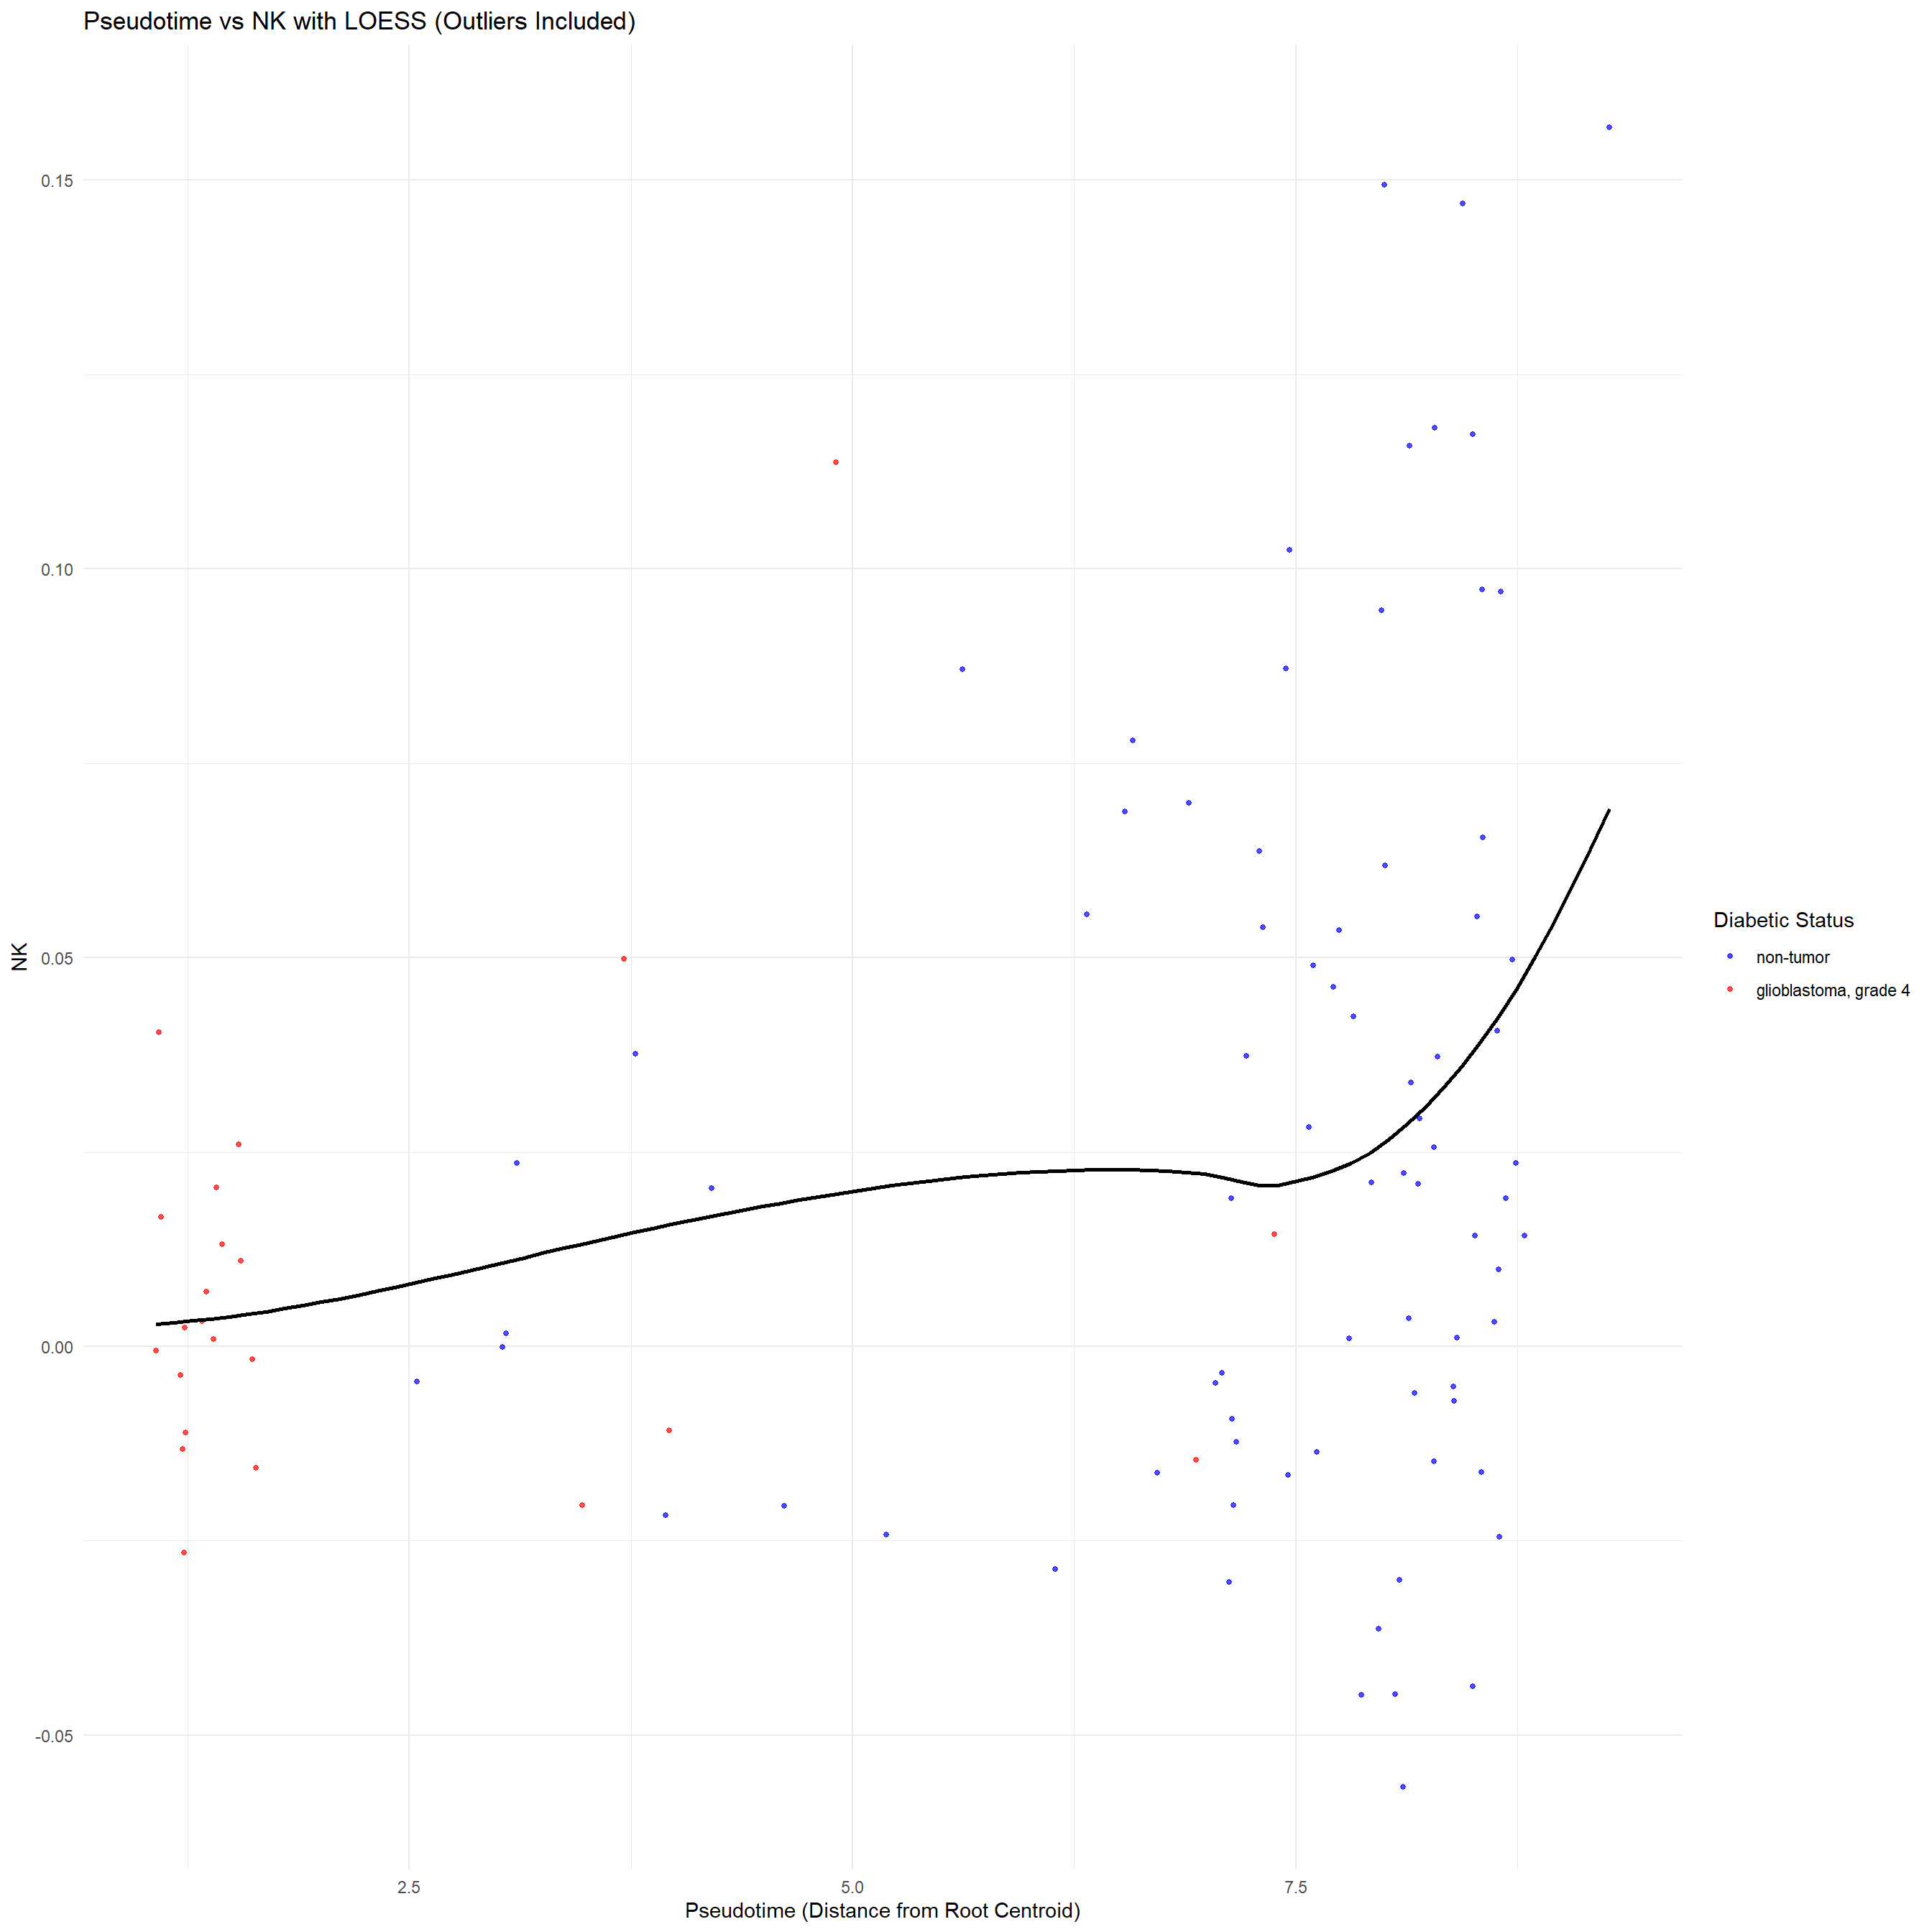 Pseudotime vs NK with LOESS (Outliers Included)
0.15
0.10
0.05
0.00
-0.05
NK
2.5
5.0
7.5
Pseudotime (Distance from Root Centroid)
Diabetic Status
non-tumor
glioblastoma, grade 4